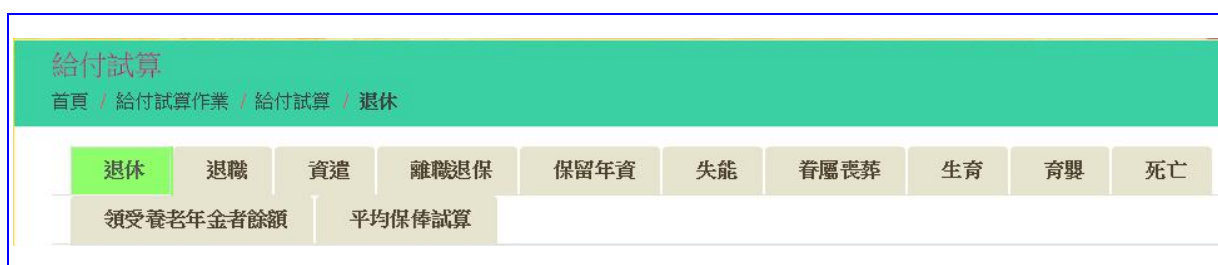 給付試算
首頁 / 給付試算作業 / 給付試算 / 退休
退休 退職 資遣 離職退保 保留年資 失能 眷屬喪葬 生育 育嬰 死亡
領受養老年金者餘額 平均保俸試算